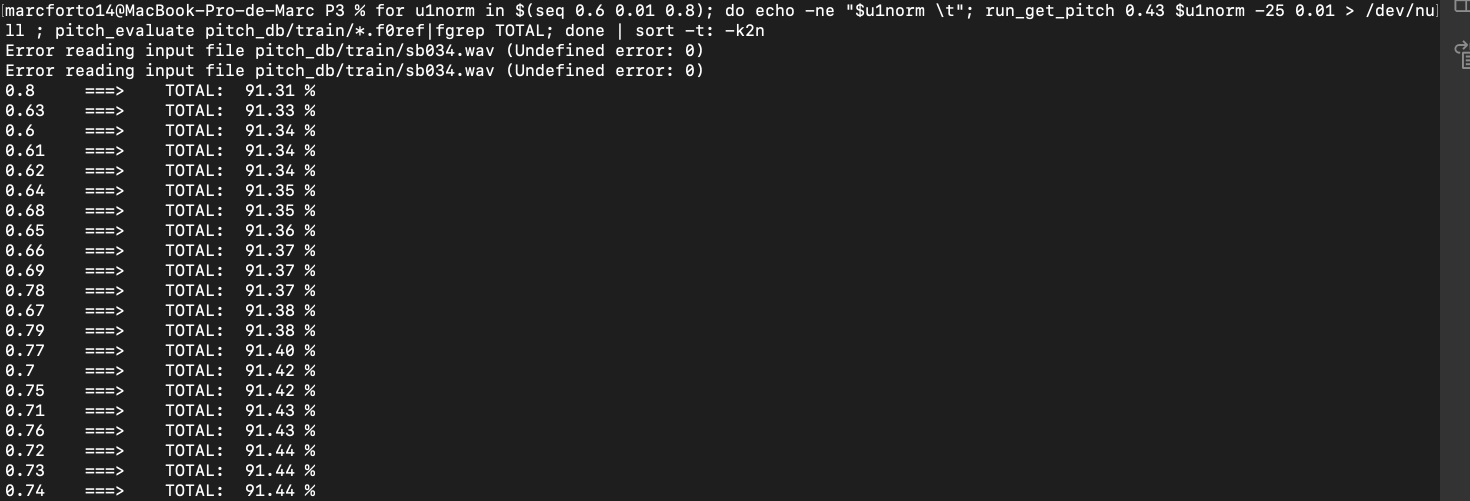 marcforto14@MacBook-Pro-de-Marc P3 % for u1norm in $(seq 0.6 0.01 0.8); do echo -ne "$u1norm \t"; run_get_pitch 0.43 $u1norm -25 0.01 > /dev/nu
ll ; pitch_evaluate pitch_db/train/*.f0ref|fgrep TOTAL; done | sort -t: -k2n
Error reading input file pitch_db/train/sb034.wav (Undefined error: 0)
Error reading input file pitch_db/train/sb034.wav (Undefined error: 0)
0.8 ===> TOTAL: 91.31 %
0.63 ===> TOTAL: 91.33 %
0.6 ===> TOTAL: 91.34 %
0.61 ===> TOTAL: 91.34 %
0.62 ===> TOTAL: 91.34 %
0.64 ===> TOTAL: 91.35 %
0.68 ===> TOTAL: 91.35 %
0.65 ===> TOTAL: 91.36 %
0.66 ===> TOTAL: 91.37 %
0.69 ===> TOTAL: 91.37 %
0.78 ===> TOTAL: 91.37 %
0.67 ===> TOTAL: 91.38 %
0.79 ===> TOTAL: 91.38 %
0.77 ===> TOTAL: 91.40 %
0.7 ===> TOTAL: 91.42 %
0.75 ===> TOTAL: 91.42 %
0.71 ===> TOTAL: 91.43 %
0.76 ===> TOTAL: 91.43 %
0.72 ===> TOTAL: 91.44 %
0.73 ===> TOTAL: 91.44 %
0.74 ===> TOTAL: 91.44 %